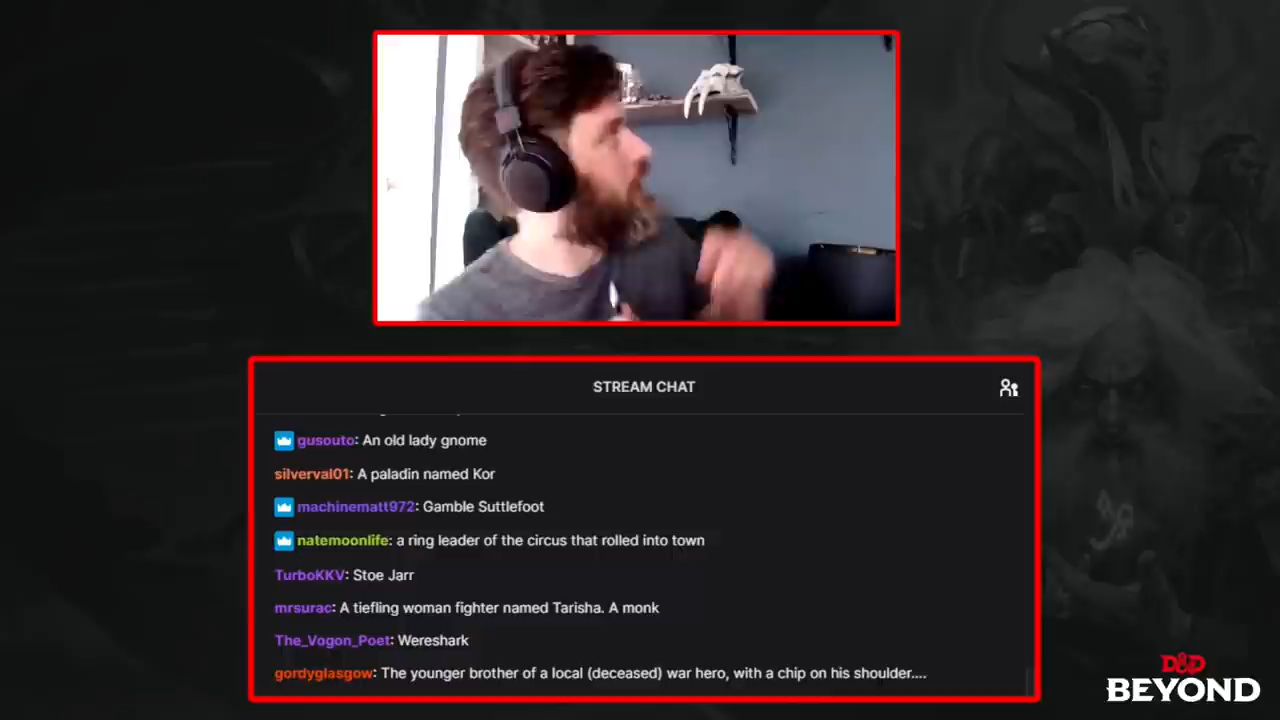 STREAM CHAT
gusouto: An old lady gnome
silverval01: A paladin named Kor
machinematt972: Gamble Suttlefoot
natemoonlife: a ring leader of the circus that rolled into town
TurboKKV: Stoe Jarr
mrsurac: A tiefling woman fighter named Tarisha. A monk
The_Vogon_Poet: Wereshark
gordyglasgow: The younger brother of a local (deceased) war hero, with a chip on his shoulder....
D&D
BEYOND